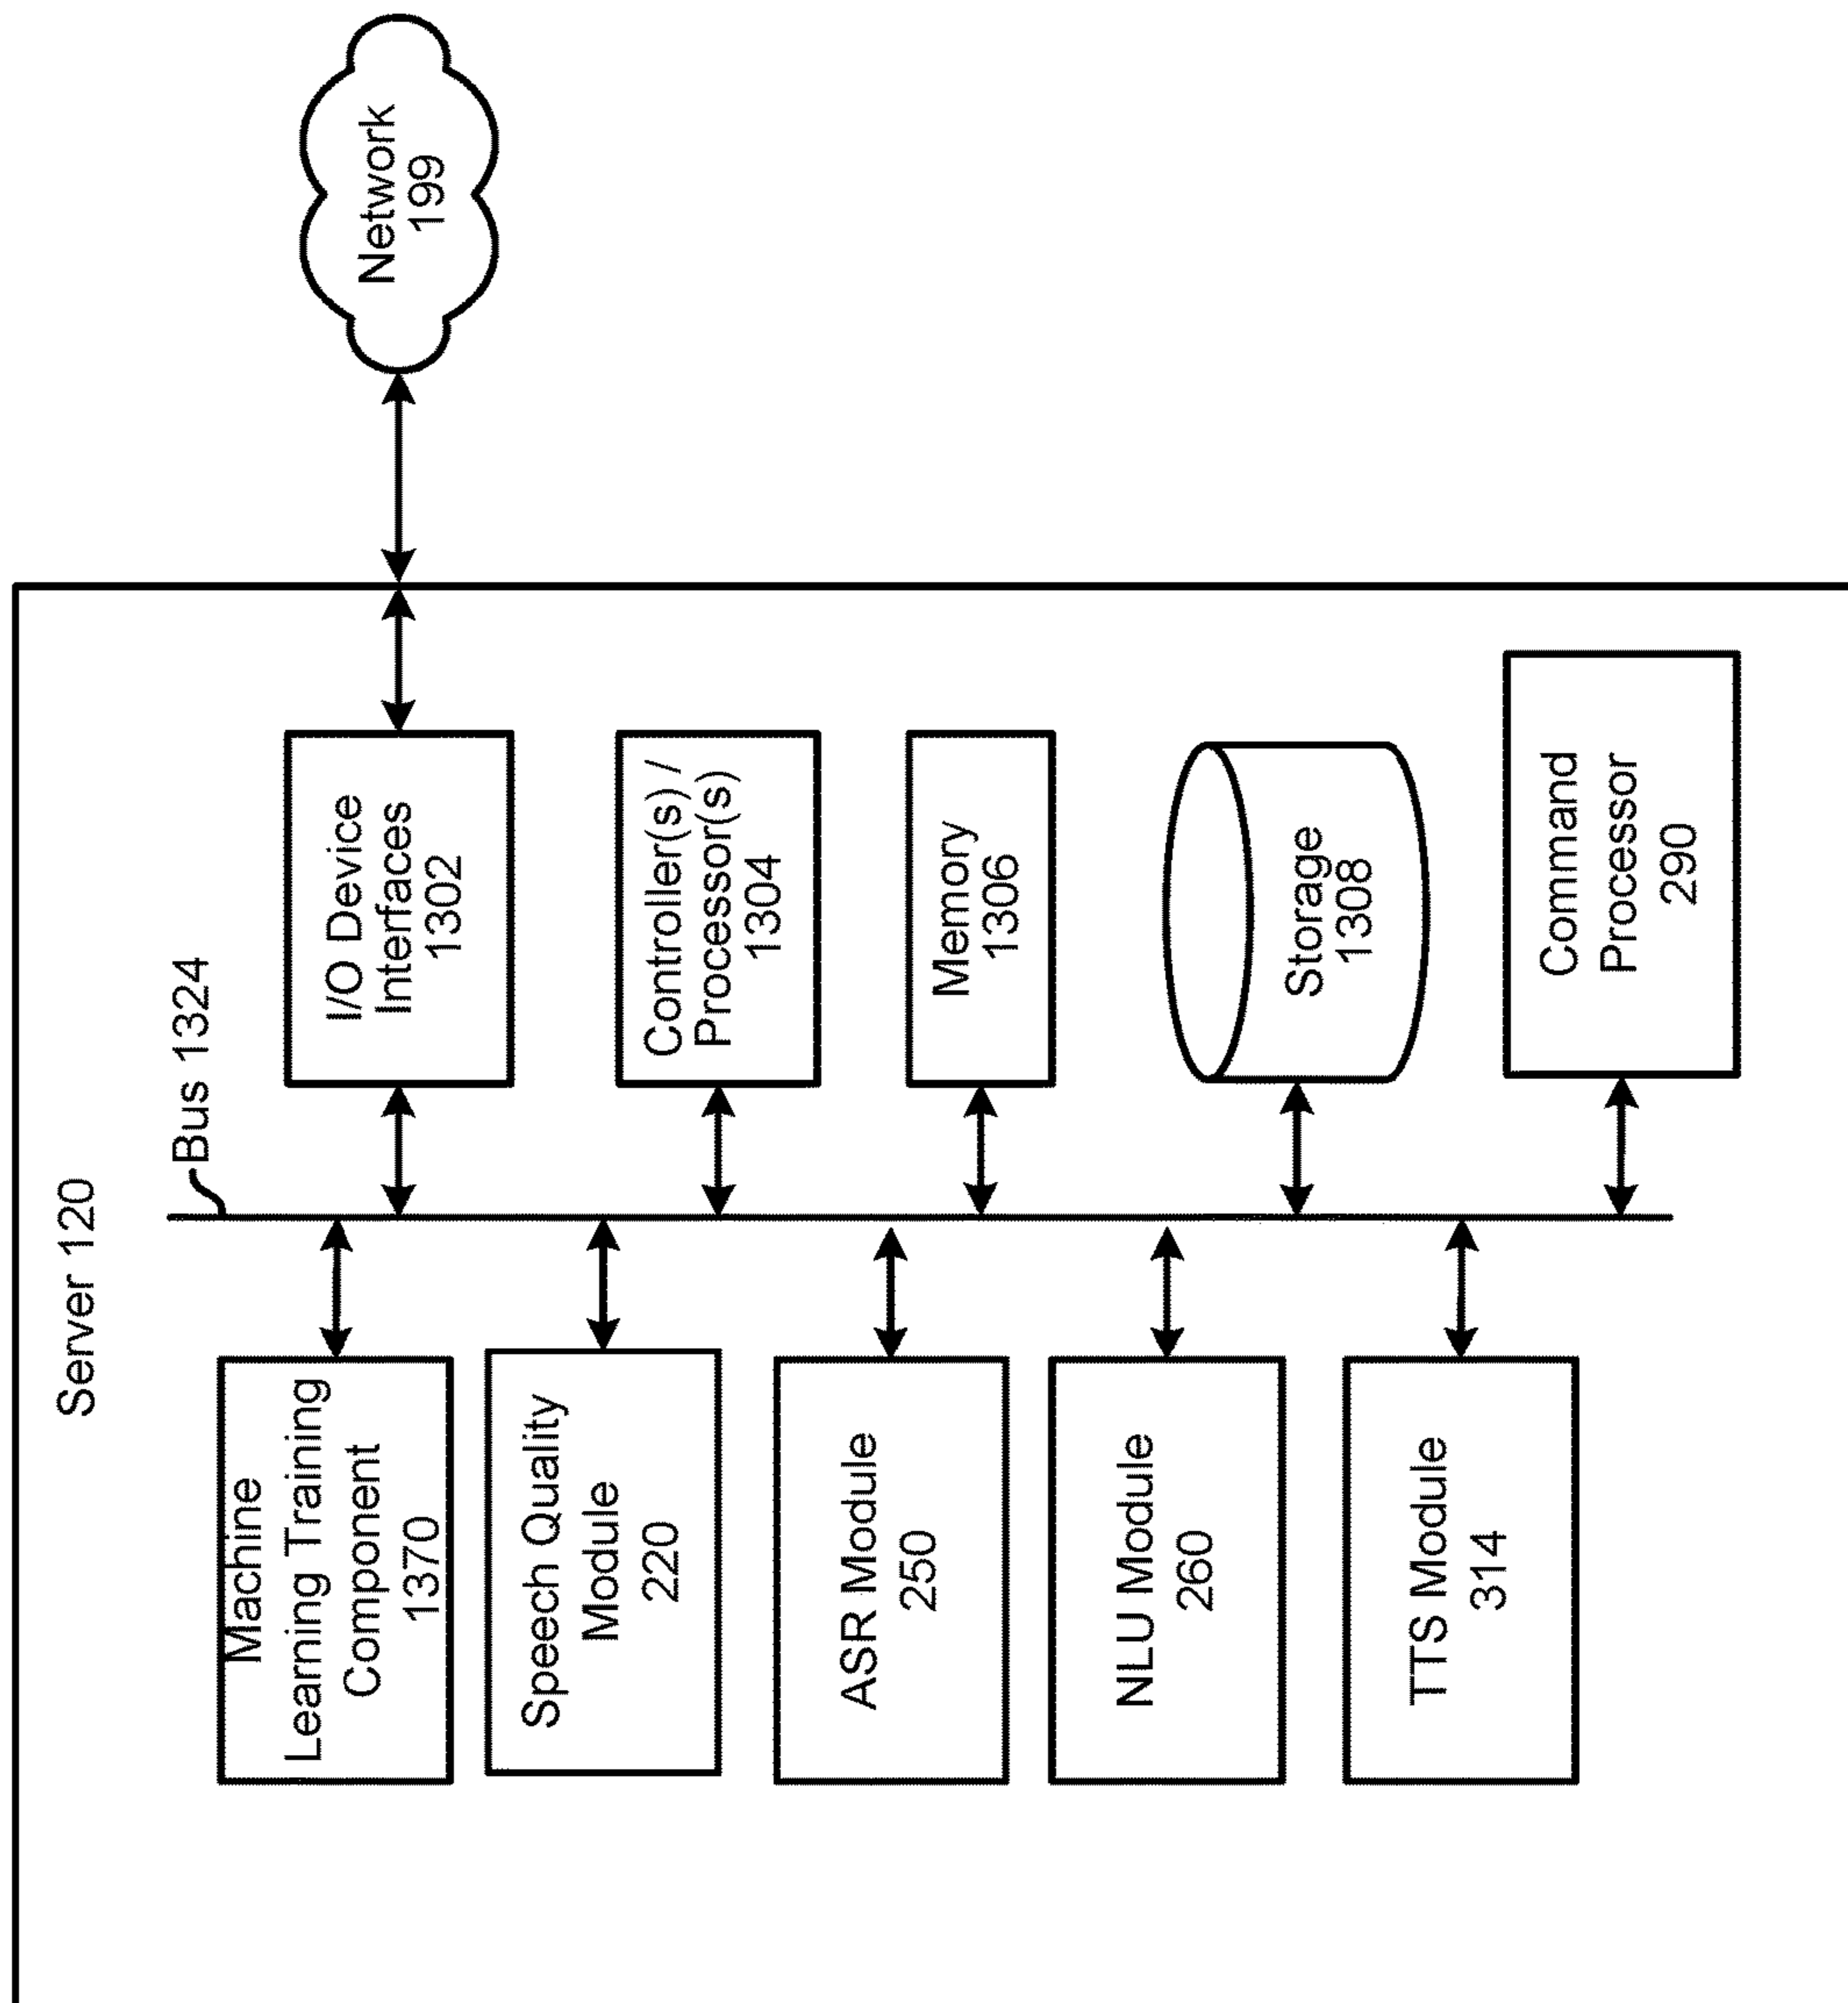 Server 120
Bus 1324
Machine
Learning Training
Component
1370
Speech Quality
Module
220
ASR Module
250
NLU Module
260
TTS Module
314
I/O Device
Interfaces
1302
Controller(s) /
Processor(s)
1304
Memory
1306
Storage
1308
Command
Processor
290
Network
199